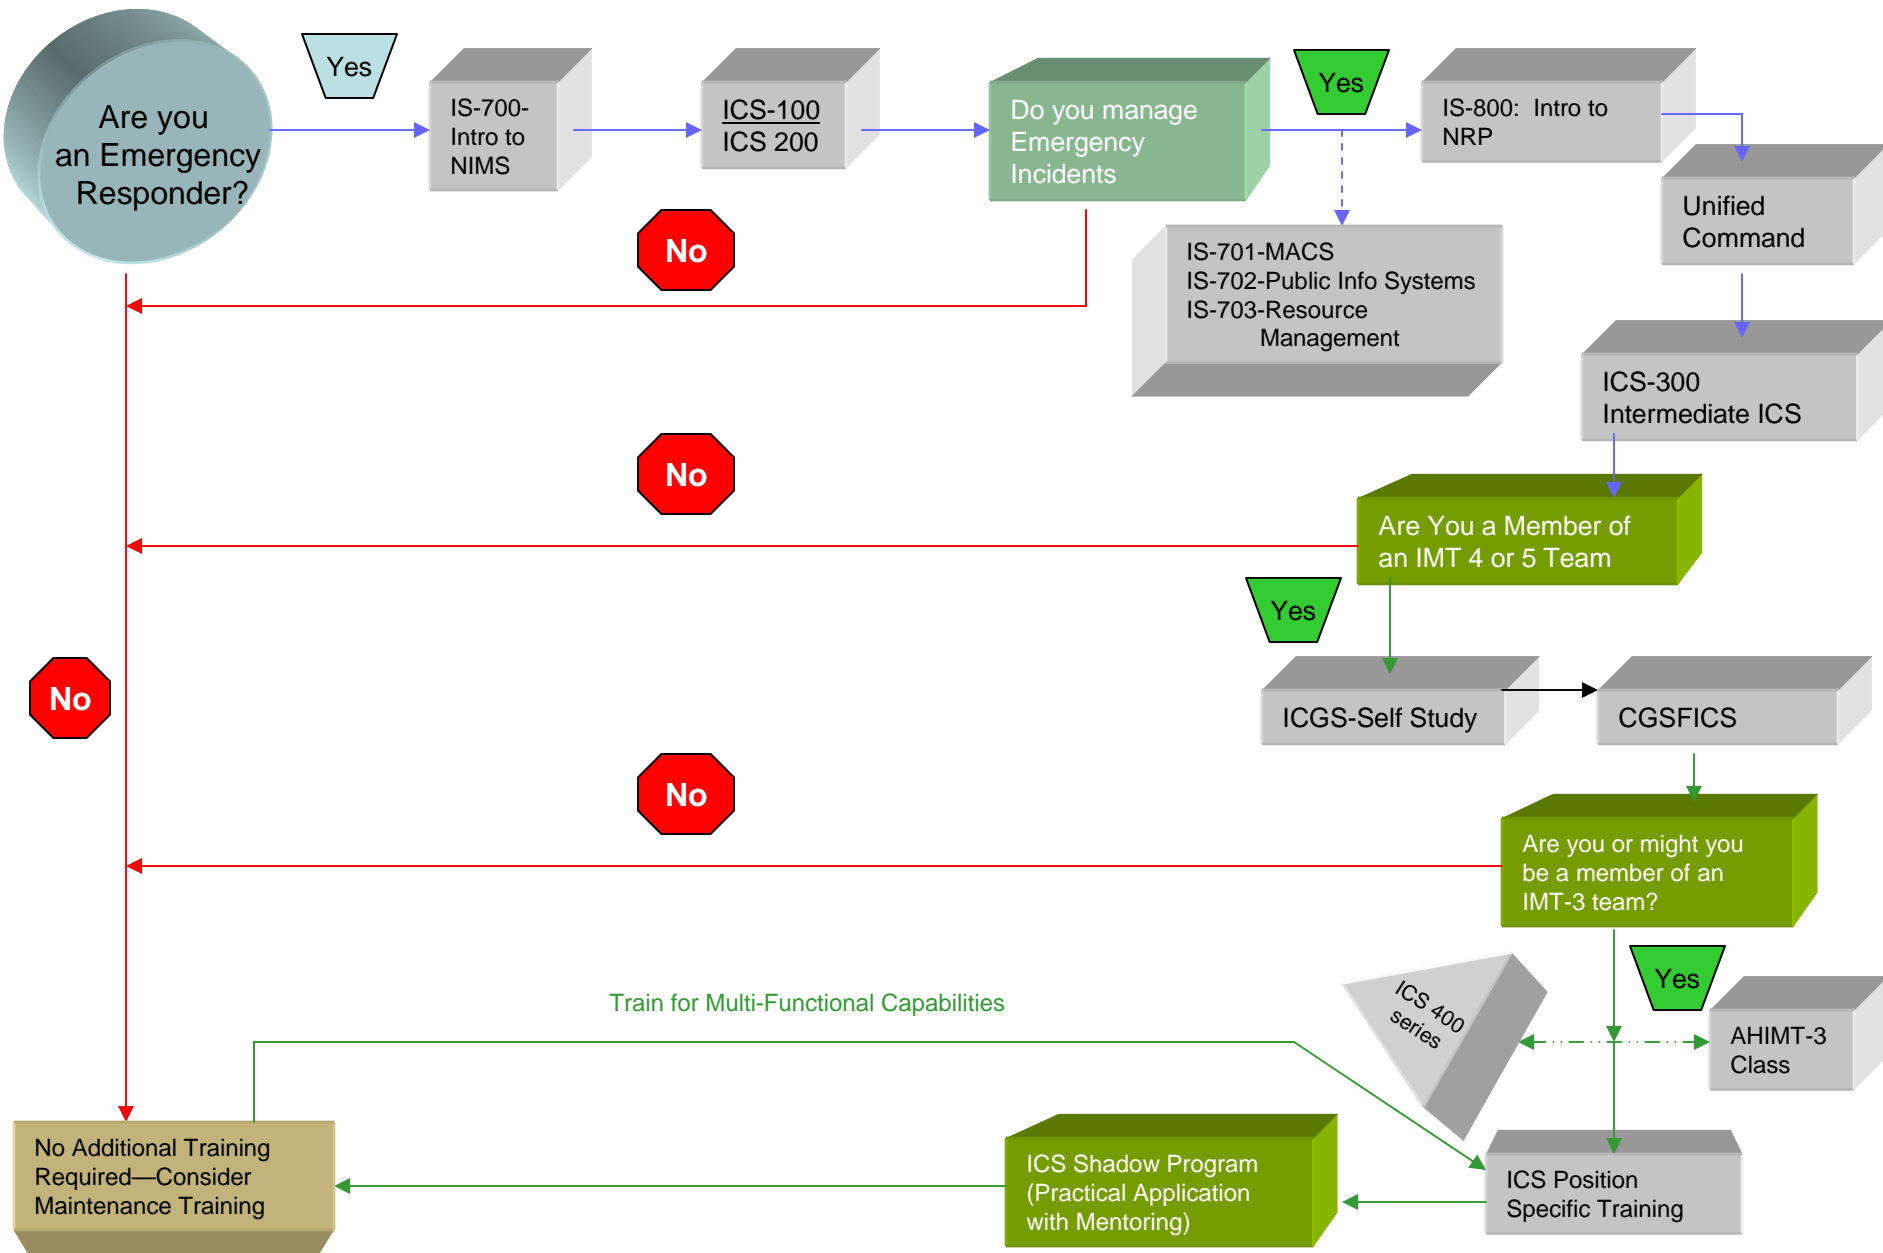 Are you
an Emergency
Responder?
Yes
IS-700-
Intro to
NIMS
ICS-100
ICS 200
Do you manage
Emergency
Incidents
Yes
IS-800:  Intro to
NRP
Unified
Command
No
IS-701-MACS
IS-702-Public Info Systems
IS-703-Resource
Management
ICS-300
Intermediate ICS
No
Are You a Member of
an IMT 4 or 5 Team
Yes
No
ICGS-Self Study
CGSFICS
No
Are you or might you
be a member of an
IMT-3 team?
Yes
Train for Multi-Functional Capabilities
ICS 400
series
AHIMT-3
Class
No Additional Training
Required—Consider
Maintenance Training
ICS Shadow Program
(Practical Application
with Mentoring)
ICS Position
Specific Training